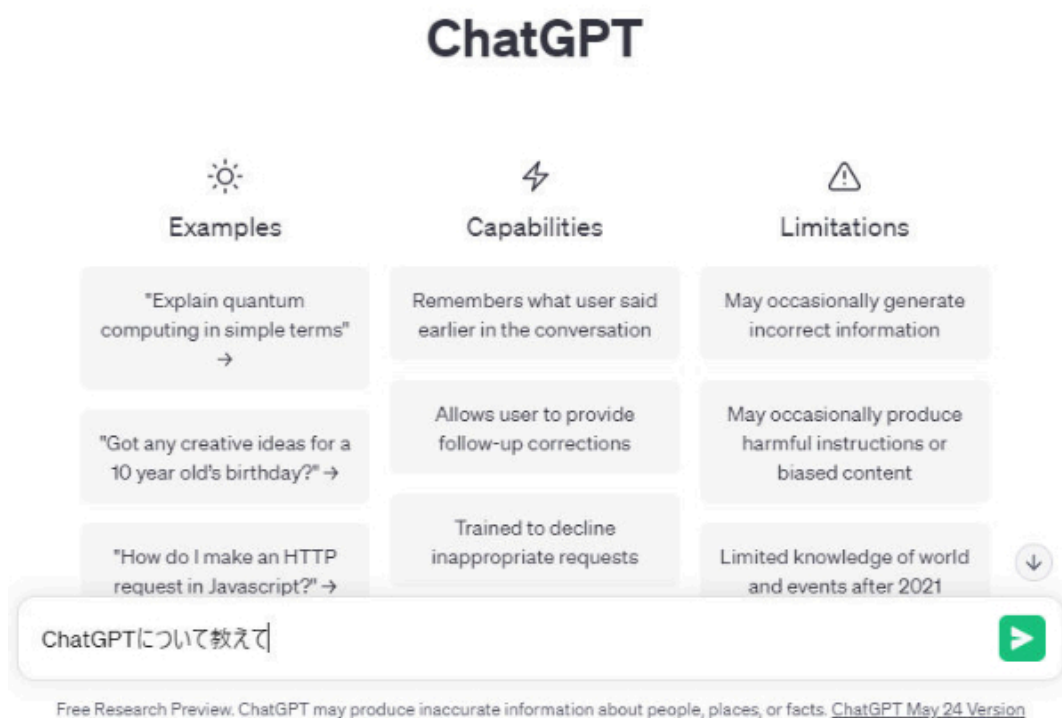 ChatGPT
Examples
"Explain quantum
computing in simple terms"
→
"Got any creative ideas for a
10 year old's birthday?" →
"How do I make an HTTP
request in Javascript?" →
Capabilities
Remembers what user said
earlier in the conversation
Allows user to provide
follow-up corrections
Trained to decline
inappropriate requests
Limitations
May occasionally generate
incorrect information
May occasionally produce
harmful instructions or
biased content
Limited knowledge of world
and events after 2021
ChatGPTについて教えて
Free Research Preview. ChatGPT may produce inaccurate information about people, places, or facts. ChatGPT May 24 Version